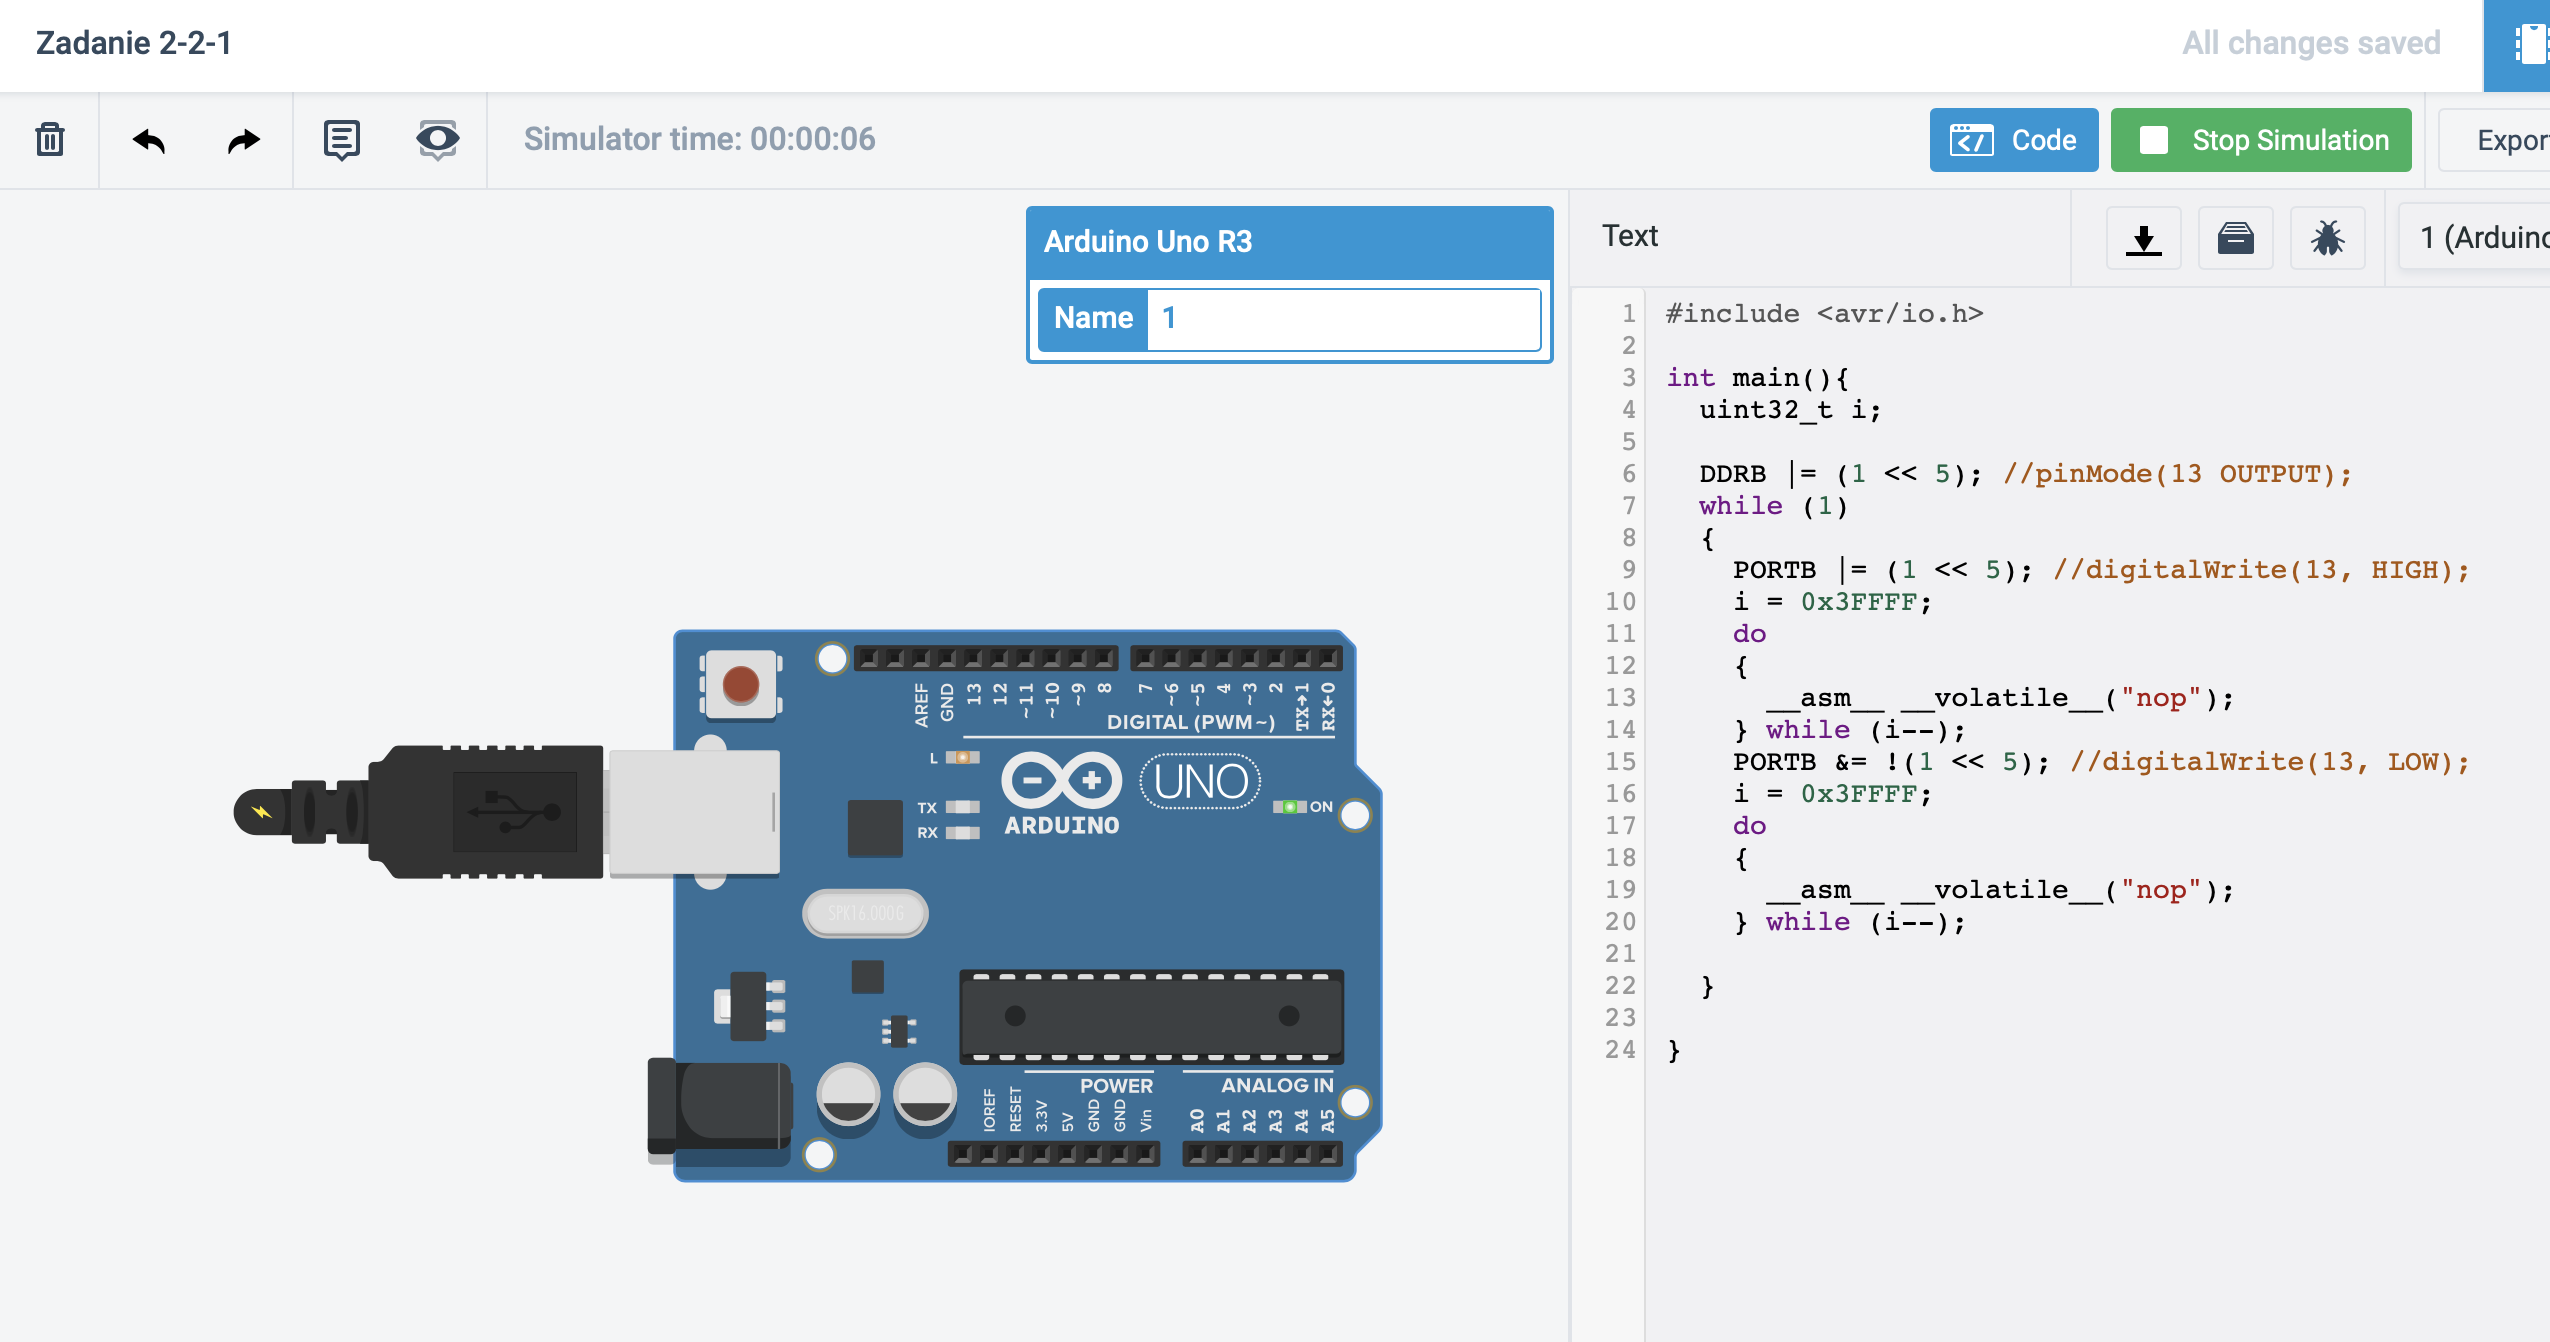 Zadanie 2-2-1
All changes saved
Simulator time: 00:00:06
Code
Stop Simulation
Expor
Arduino Uno R3
Name 1
Text
1 (Arduino
1 #include <avr/io.h>
2
3 int main(){
4 uint32_t i;
5
6 DDRB |= (1 << 5); //pinMode(13 OUTPUT);
7 while (1)
8 {
9 PORTB |= (1 << 5); //digitalWrite(13, HIGH);
10 i = 0x3FFFF;
11 do
12 {
13 __asm__ __volatile__("nop");
14 } while (i--);
15 PORTB &= !(1 << 5); //digitalWrite(13, LOW);
16 i = 0x3FFFF;
17 do
18 {
19 __asm__ __volatile__("nop");
20 } while (i--);
21
22 }
23
24 }
AREF
GND
13
12
~11
~10
~9
8
7
~6
~5
4
~3
2
TX→1
RX←0
DIGITAL (PWM~)
L
TX
RX
UNO
ON
ARDUINO
SPK16.000G
POWER
ANALOG IN
IOREF
RESET
3.3V
5V
GND
GND
Vin
A0
A1
A2
A3
A4
A5